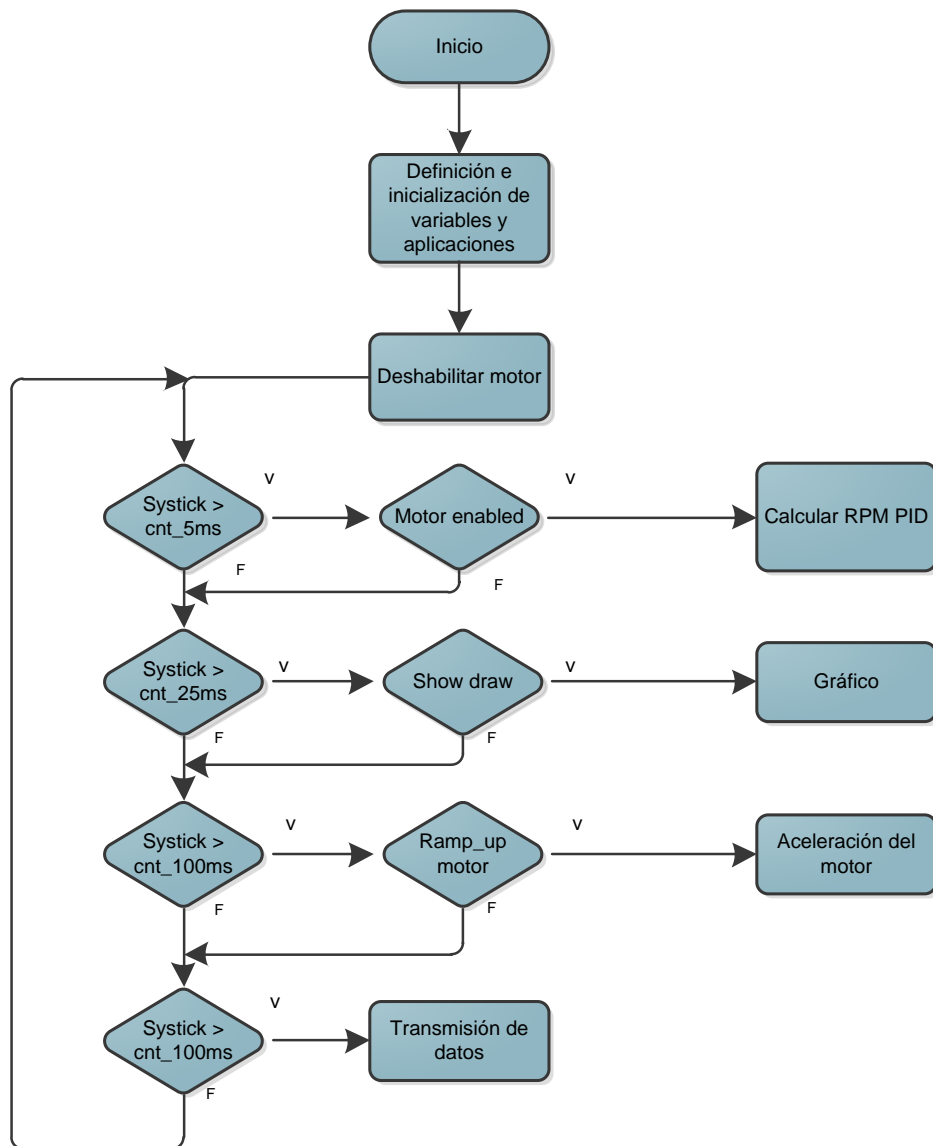 Inicio
Definición e
inicialización de
variables y
aplicaciones
Deshabilitar motor
Systick >
cnt_5ms
V
Motor enabled
V
Calcular RPM PID
F
F
Systick >
cnt_25ms
V
Show draw
V
Gráfico
F
F
Systick >
cnt_100ms
V
Ramp_up
motor
V
Aceleración del
motor
F
F
Systick >
cnt_100ms
V
Transmisión de
datos
F